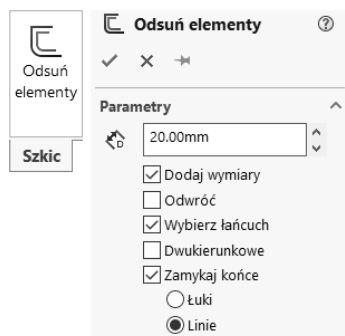 Odsuń
elementy
Szkic
Odsuń elementy
Parametry
20.00mm
Dodaj wymiary
Odwróć
Wybierz łańcuch
Dwukierunkowe
Zamykaj końce
Łuki
Linie